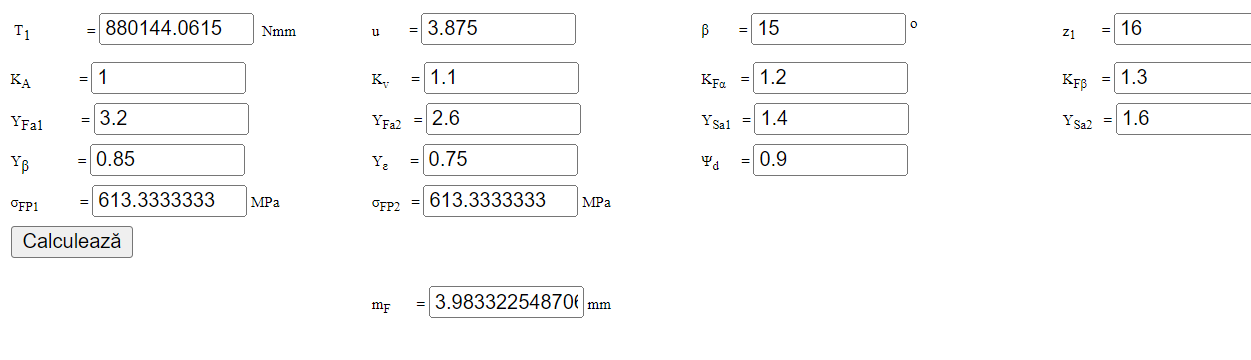 T1 = 880144.0615 Nmm u = 3.875 β = 15 o z1 = 16
KA = 1 Kv = 1.1 KFα = 1.2 KFβ = 1.3
YFa1 = 3.2 YFa2 = 2.6 YSa1 = 1.4 YSa2 = 1.6
Yβ = 0.85 Yε = 0.75 Ψd = 0.9
σFP1 = 613.3333333 MPa σFP2 = 613.3333333 MPa
Calculează
mF = 3.98332254870 mm